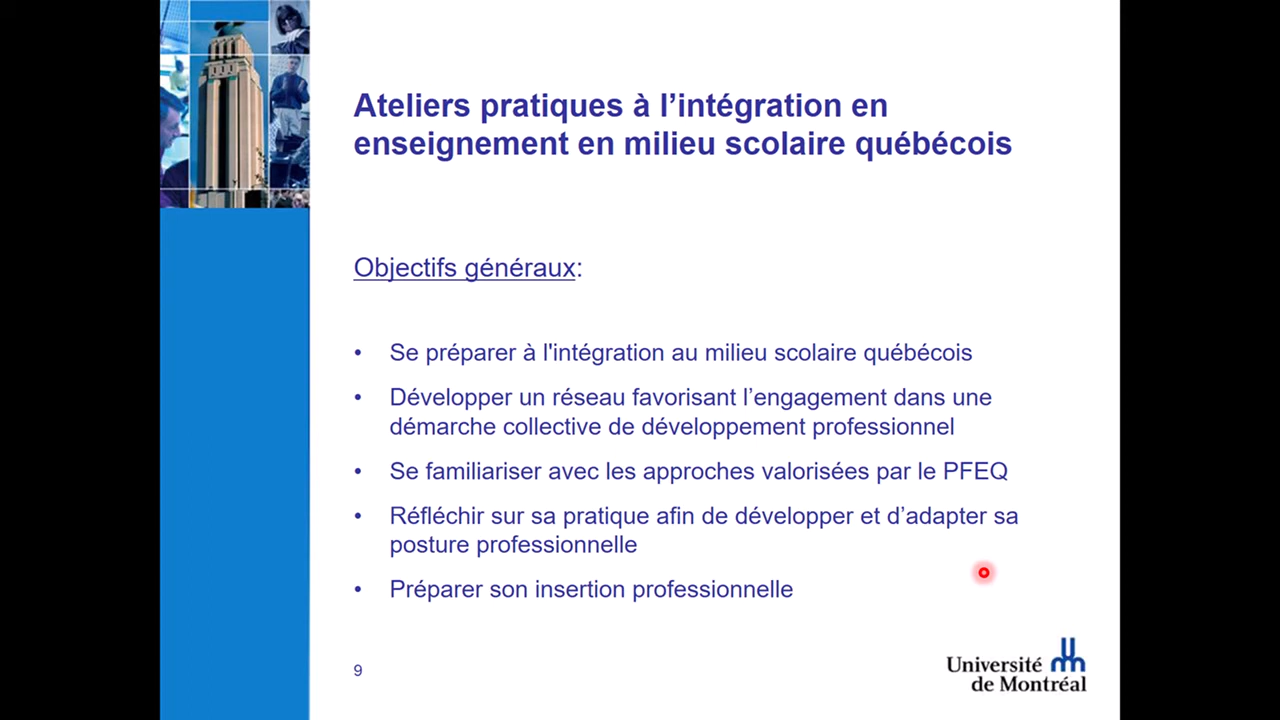 Ateliers pratiques à l’intégration en
enseignement en milieu scolaire québécois
Objectifs généraux:
• Se préparer à l'intégration au milieu scolaire québécois
• Développer un réseau favorisant l’engagement dans une
démarche collective de développement professionnel
• Se familiariser avec les approches valorisées par le PFEQ
• Réfléchir sur sa pratique afin de développer et d’adapter sa
posture professionnelle
• Préparer son insertion professionnelle
9
Université
de Montréal